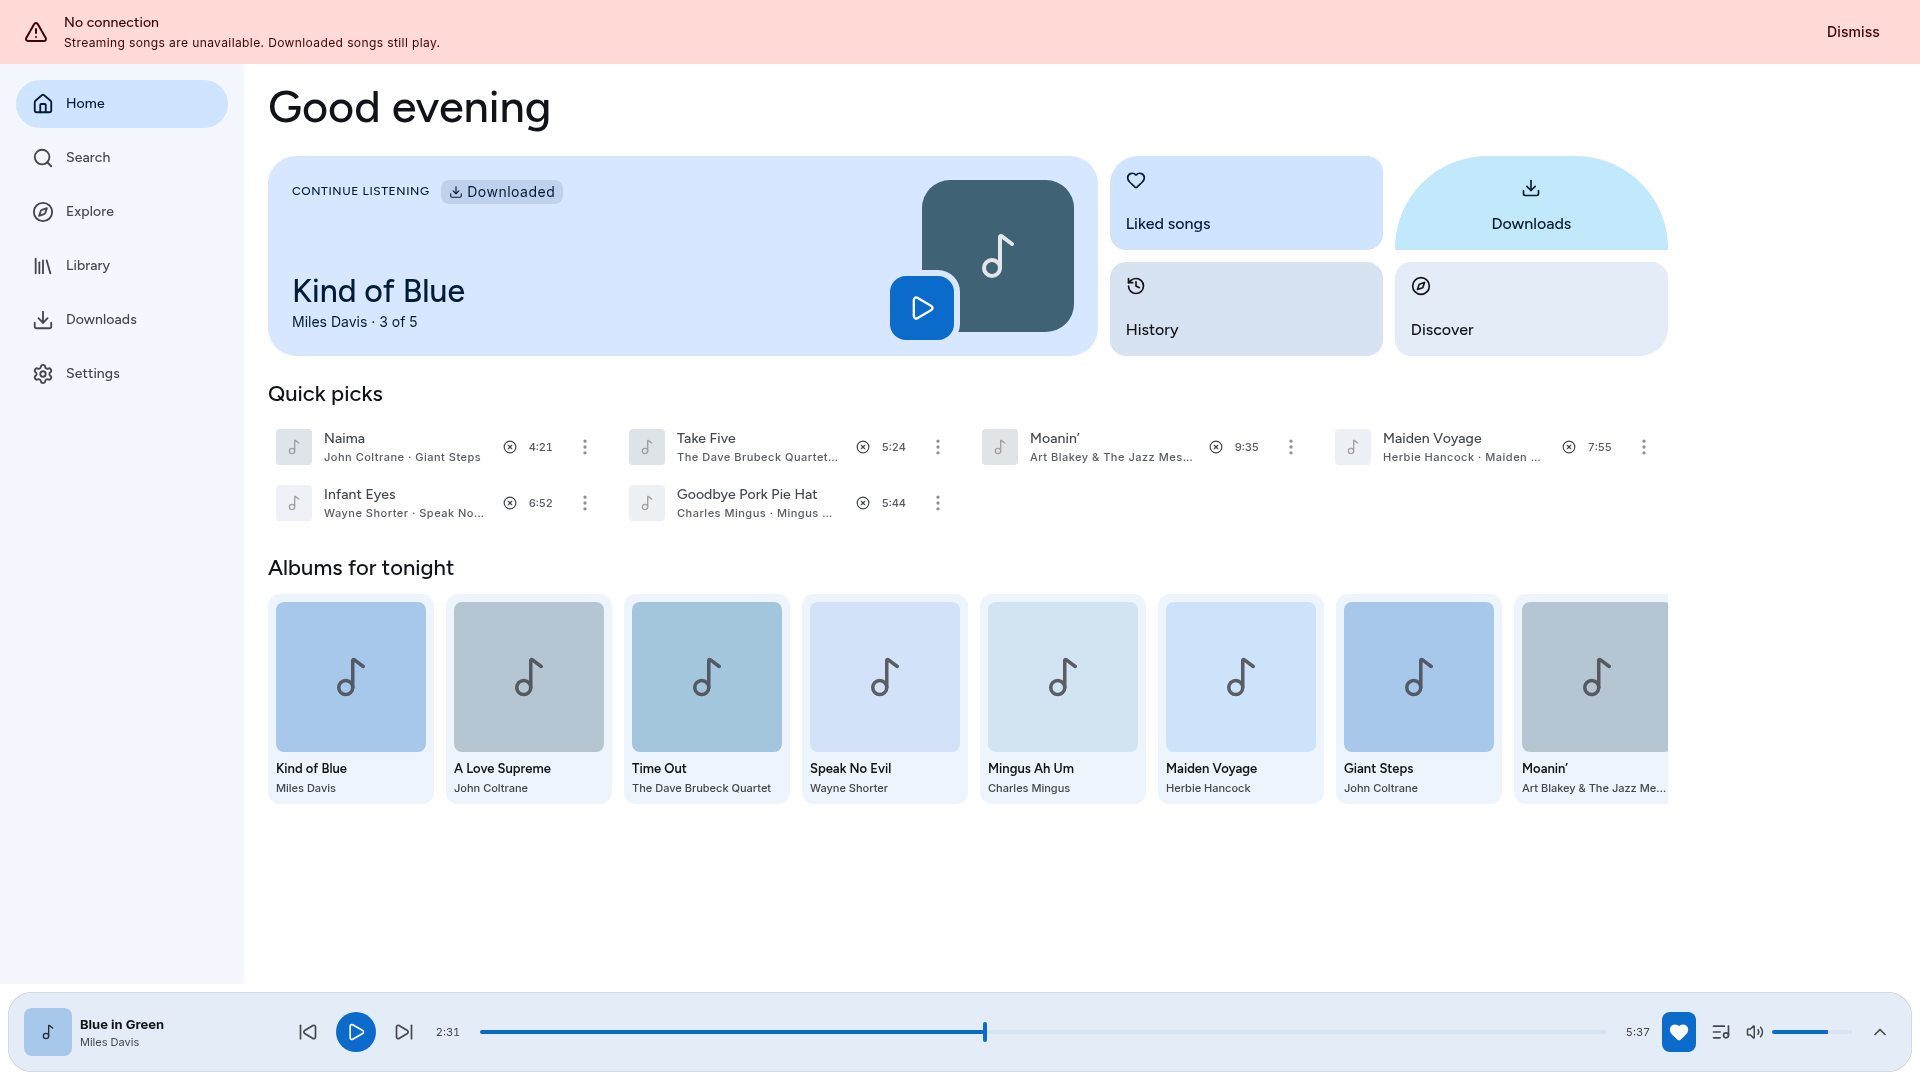 No connection
Streaming songs are unavailable. Downloaded songs still play.
Dismiss
Home
Search
Explore
Library
Downloads
Settings
Good evening
CONTINUE LISTENING
Downloaded
Kind of Blue
Miles Davis · 3 of 5
Liked songs
Downloads
History
Discover
Quick picks
Naima
John Coltrane · Giant Steps
4:21
Take Five
The Dave Brubeck Quartet...
5:24
Moanin’
Art Blakey & The Jazz Mes...
9:35
Maiden Voyage
Herbie Hancock · Maiden ...
7:55
Infant Eyes
Wayne Shorter · Speak No...
6:52
Goodbye Pork Pie Hat
Charles Mingus · Mingus ...
5:44
Albums for tonight
Kind of Blue
Miles Davis
A Love Supreme
John Coltrane
Time Out
The Dave Brubeck Quartet
Speak No Evil
Wayne Shorter
Mingus Ah Um
Charles Mingus
Maiden Voyage
Herbie Hancock
Giant Steps
John Coltrane
Moanin’
Art Blakey & The Jazz Me...
Blue in Green
Miles Davis
2:31
5:37